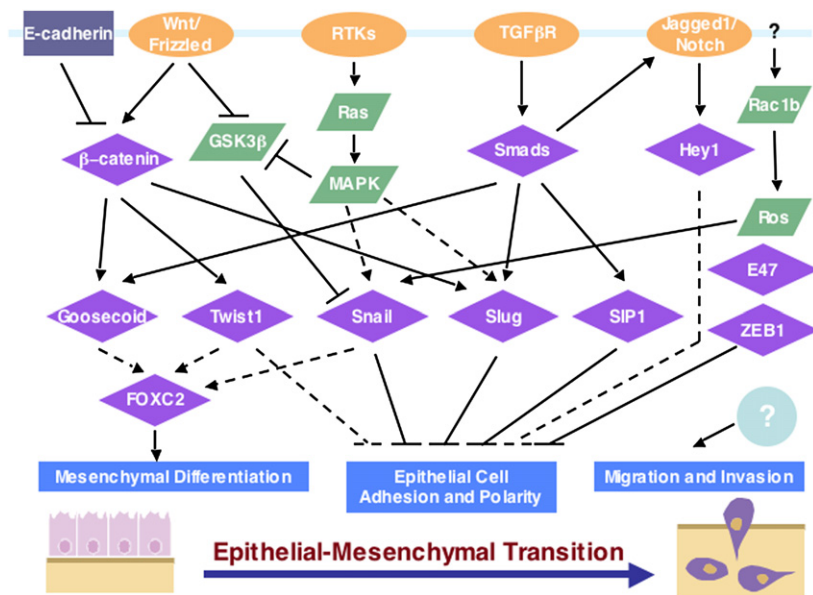 E-cadherin
Wnt/
Frizzled
RTKs
TGFβR
Jagged1/
Notch
?
Ras
Rac1b
GSK3β
β–catenin
Smads
Hey1
MAPK
Ros
E47
Goosecoid
Twist1
Snail
Slug
SIP1
ZEB1
FOXC2
?
Mesenchymal Differentiation
Epithelial Cell
Adhesion and Polarity
Migration and Invasion
Epithelial-Mesenchymal Transition